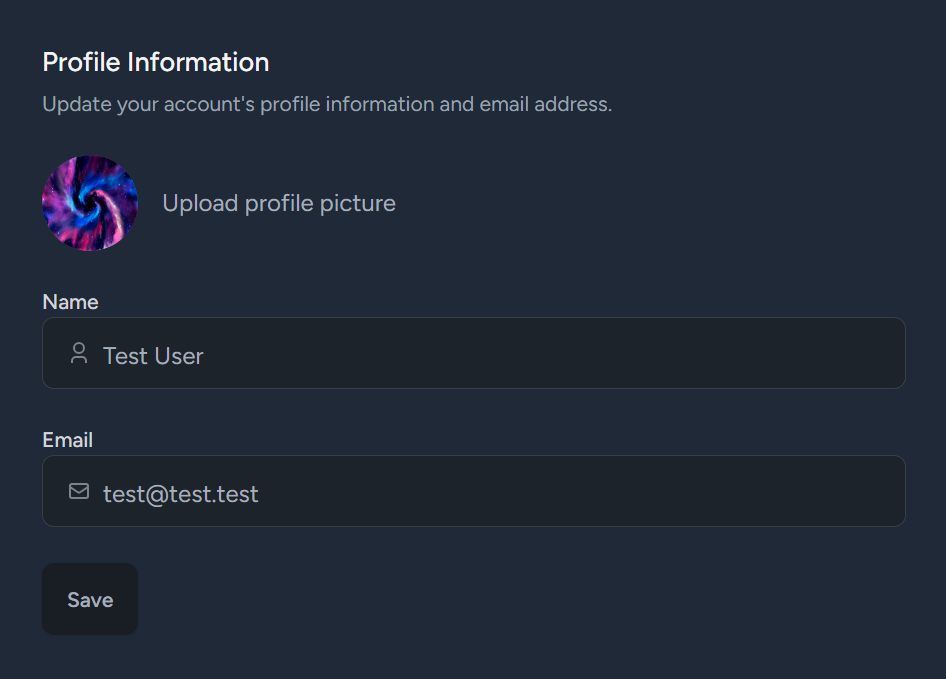 Profile Information
Update your account's profile information and email address.
Upload profile picture
Name
Test User
Email
test@test.test
Save